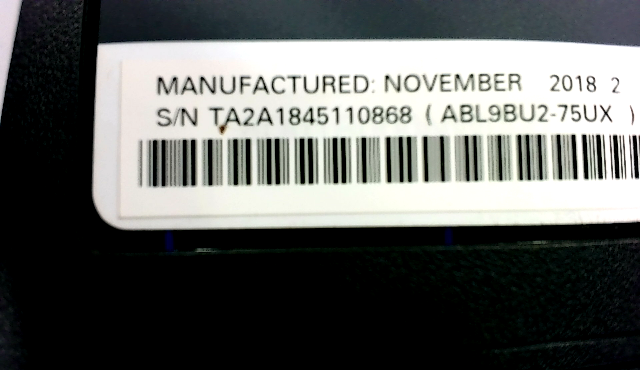 MANUFACTURED: NOVEMBER 2018 2
S/N TA2A1845110868 ( ABL9BU2-75UX )